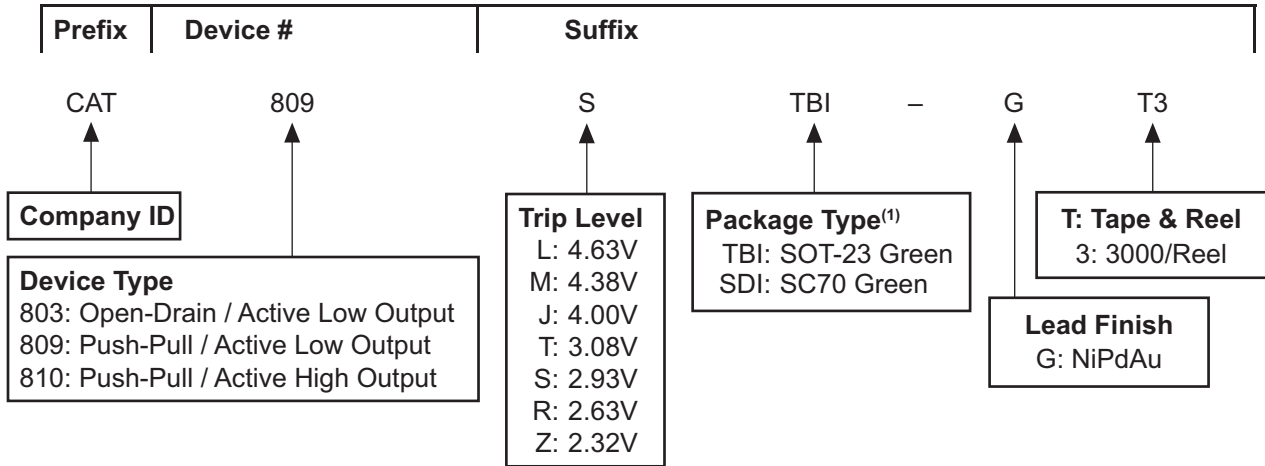 Prefix Device # Suffix
CAT 809 S TBI – G T3
Company ID
Device Type
803: Open-Drain / Active Low Output
809: Push-Pull / Active Low Output
810: Push-Pull / Active High Output
Trip Level
L: 4.63V
M: 4.38V
J: 4.00V
T: 3.08V
S: 2.93V
R: 2.63V
Z: 2.32V
Package Type(1)
TBI: SOT-23 Green
SDI: SC70 Green
Lead Finish
G: NiPdAu
T: Tape & Reel
3: 3000/Reel